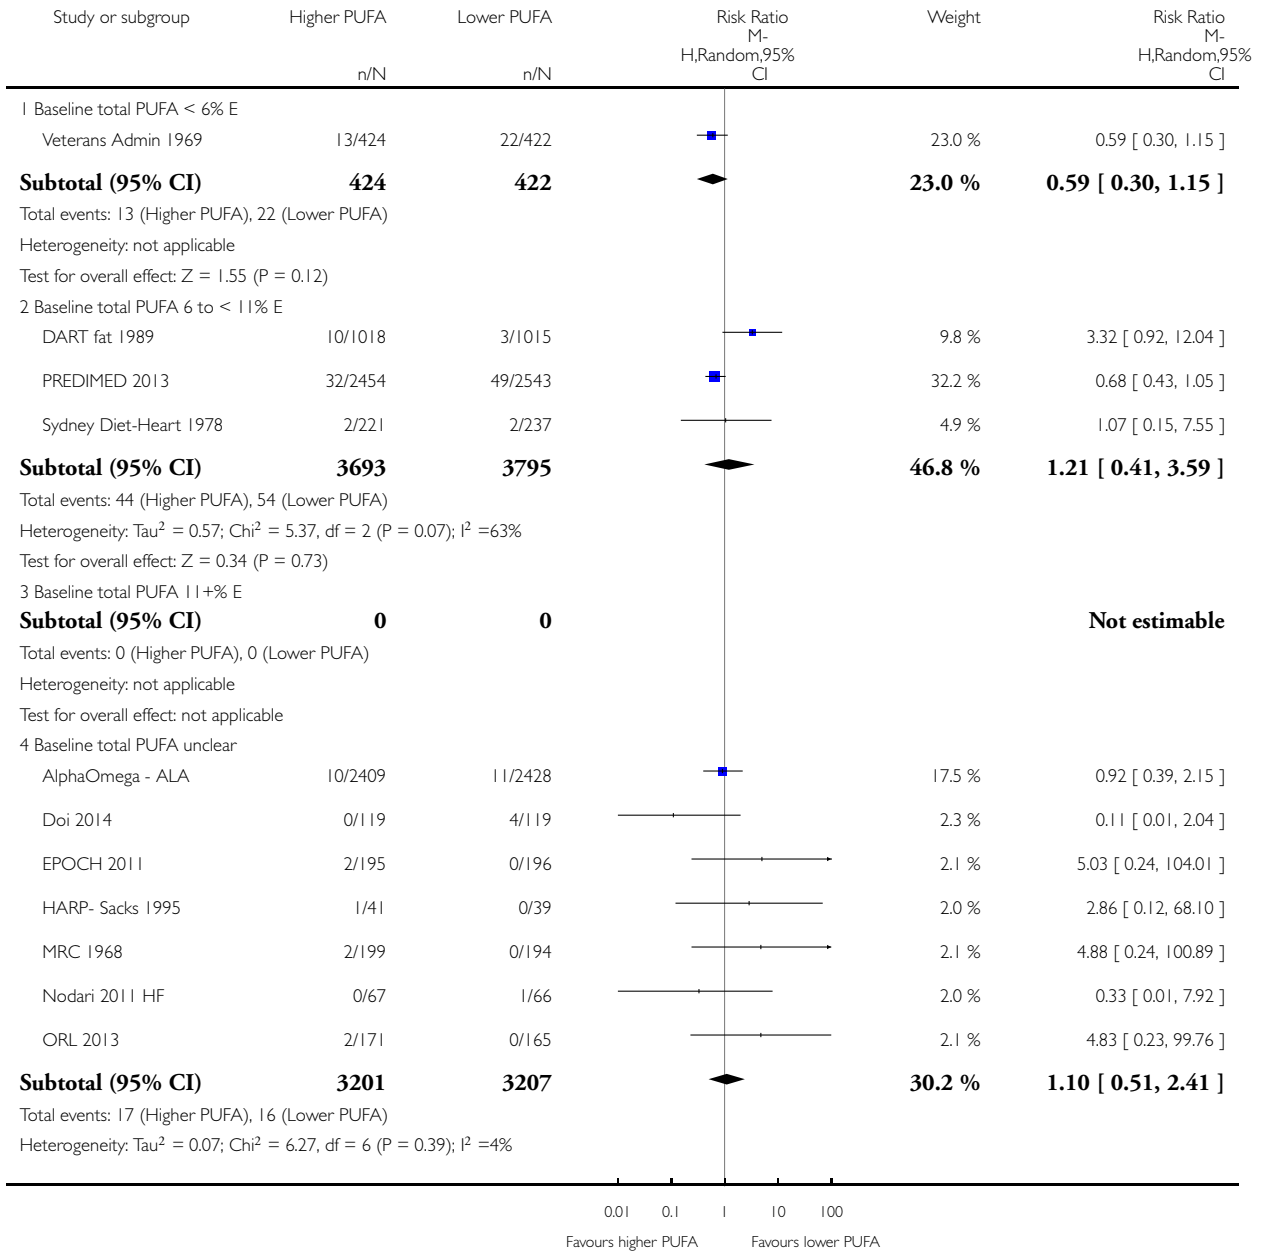 Study or subgroup Higher PUFA Lower PUFA Risk Ratio Weight Risk Ratio
M- M-
H,Random,95% H,Random,95%
n/N n/N CI CI
1 Baseline total PUFA < 6% E
Veterans Admin 1969 13/424 22/422 23.0 % 0.59 [ 0.30, 1.15 ]
Subtotal (95% CI) 424 422 23.0 % 0.59 [ 0.30, 1.15 ]
Total events: 13 (Higher PUFA), 22 (Lower PUFA)
Heterogeneity: not applicable
Test for overall effect: Z = 1.55 (P = 0.12)
2 Baseline total PUFA 6 to < 11% E
DART fat 1989 10/1018 3/1015 9.8 % 3.32 [ 0.92, 12.04 ]
PREDIMED 2013 32/2454 49/2543 32.2 % 0.68 [ 0.43, 1.05 ]
Sydney Diet-Heart 1978 2/221 2/237 4.9 % 1.07 [ 0.15, 7.55 ]
Subtotal (95% CI) 3693 3795 46.8 % 1.21 [ 0.41, 3.59 ]
Total events: 44 (Higher PUFA), 54 (Lower PUFA)
Heterogeneity: Tau² = 0.57; Chi² = 5.37, df = 2 (P = 0.07); I² =63%
Test for overall effect: Z = 0.34 (P = 0.73)
3 Baseline total PUFA 11+% E
Subtotal (95% CI) 0 0 Not estimable
Total events: 0 (Higher PUFA), 0 (Lower PUFA)
Heterogeneity: not applicable
Test for overall effect: not applicable
4 Baseline total PUFA unclear
AlphaOmega - ALA 10/2409 11/2428 17.5 % 0.92 [ 0.39, 2.15 ]
Doi 2014 0/119 4/119 2.3 % 0.11 [ 0.01, 2.04 ]
EPOCH 2011 2/195 0/196 2.1 % 5.03 [ 0.24, 104.01 ]
HARP- Sacks 1995 1/41 0/39 2.0 % 2.86 [ 0.12, 68.10 ]
MRC 1968 2/199 0/194 2.1 % 4.88 [ 0.24, 100.89 ]
Nodari 2011 HF 0/67 1/66 2.0 % 0.33 [ 0.01, 7.92 ]
ORL 2013 2/171 0/165 2.1 % 4.83 [ 0.23, 99.76 ]
Subtotal (95% CI) 3201 3207 30.2 % 1.10 [ 0.51, 2.41 ]
Total events: 17 (Higher PUFA), 16 (Lower PUFA)
Heterogeneity: Tau² = 0.07; Chi² = 6.27, df = 6 (P = 0.39); I² =4%
0.01 0.1 1 10 100
Favours higher PUFA Favours lower PUFA